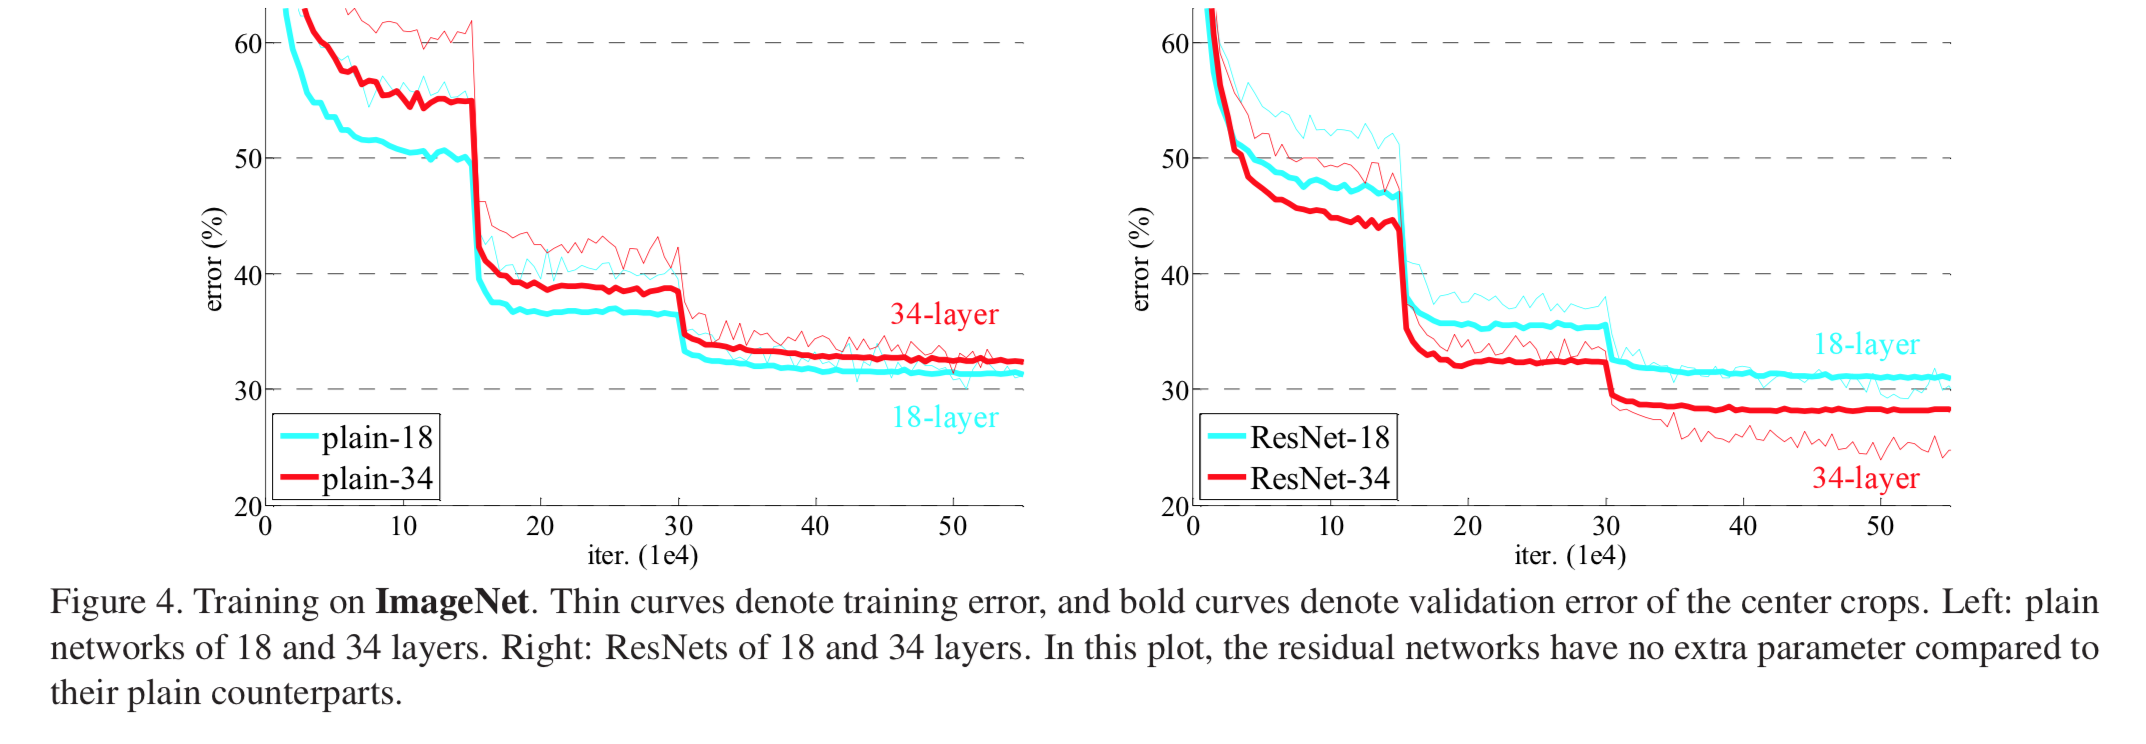 60
50
40
30
20
error (%)
0 10 20 30 40 50
iter. (1e4)
34-layer
18-layer
plain-18
plain-34
60
50
40
30
20
error (%)
0 10 20 30 40 50
iter. (1e4)
18-layer
34-layer
ResNet-18
ResNet-34
Figure 4. Training on ImageNet. Thin curves denote training error, and bold curves denote validation error of the center crops. Left: plain
networks of 18 and 34 layers. Right: ResNets of 18 and 34 layers. In this plot, the residual networks have no extra parameter compared to
their plain counterparts.